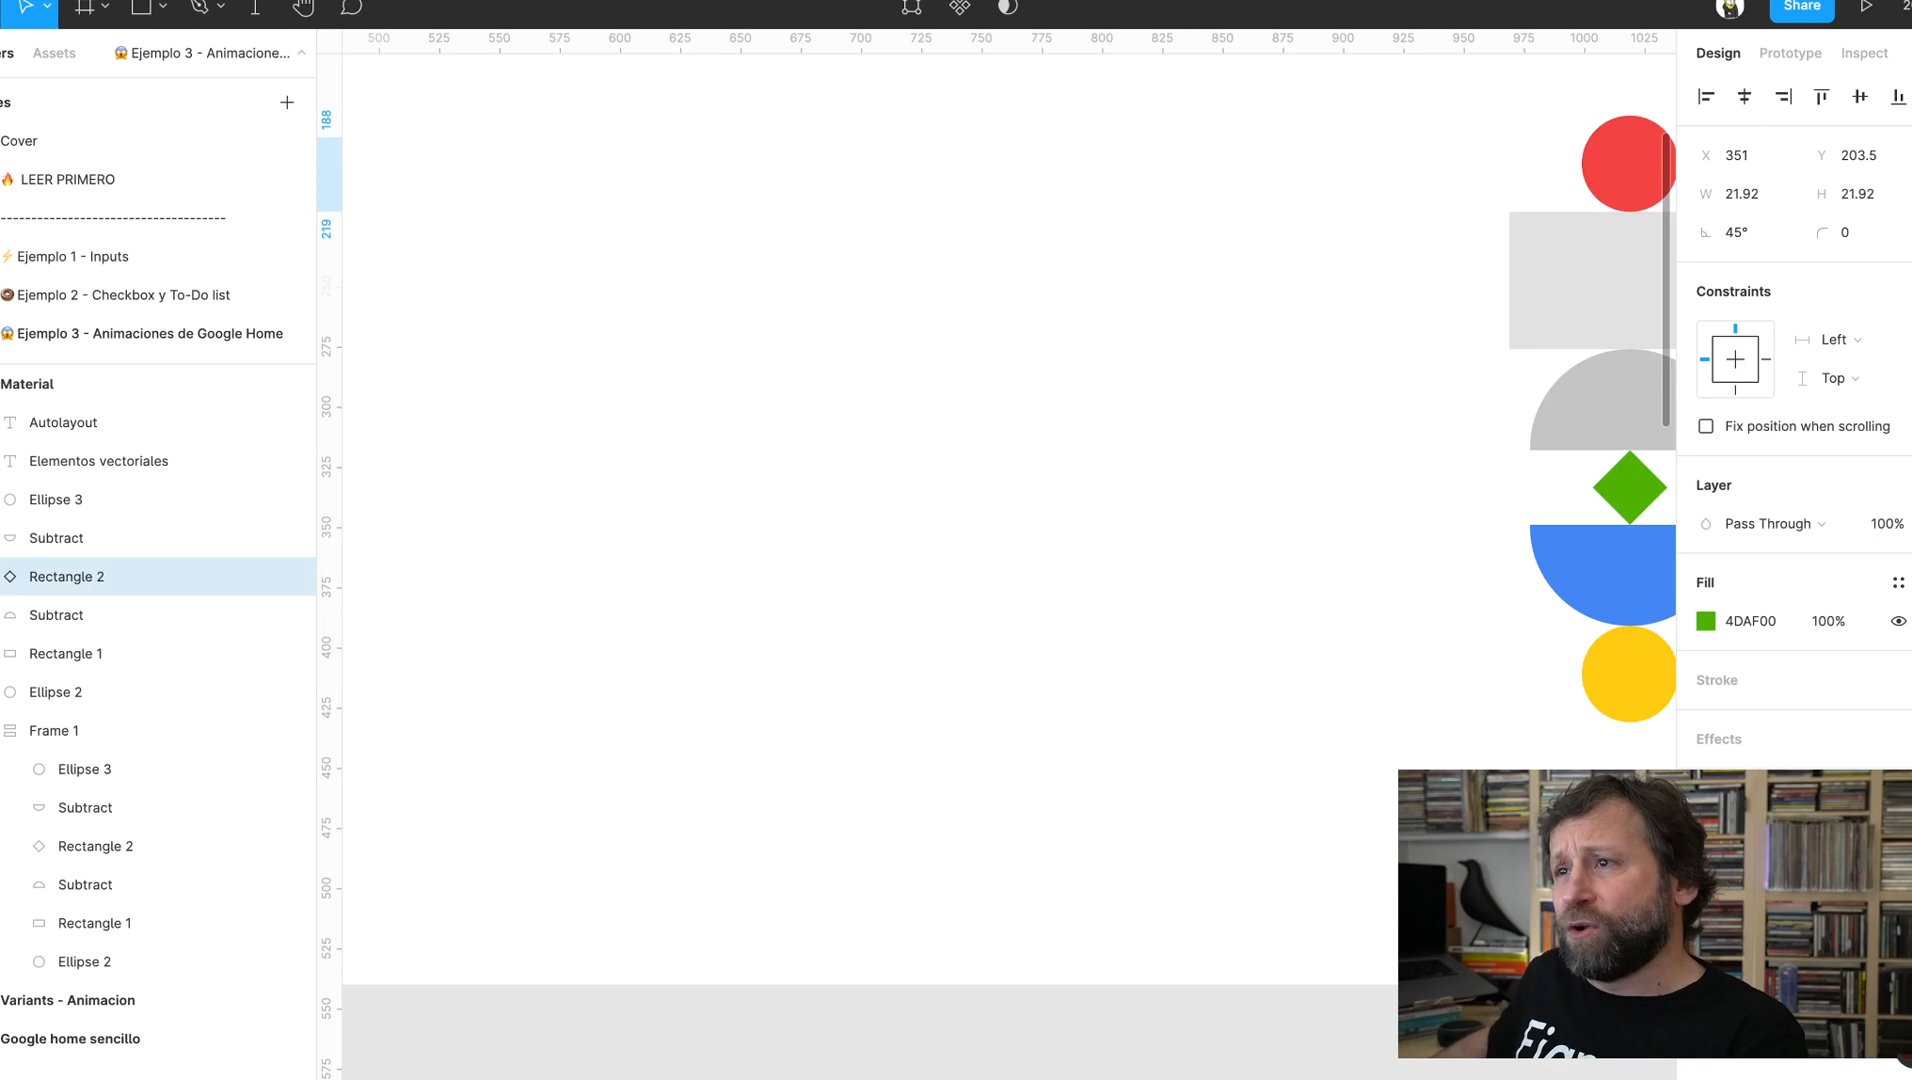 Share
2
500 525 550 575 600 625 650 675 700 725 750 775 800 825 850 875 900 925 950 975 1000 1025
ers Assets 😱 Ejemplo 3 - Animacione...
Design Prototype Inspect
es
Cover
🔥 LEER PRIMERO
------------------------------------
⚡ Ejemplo 1 - Inputs
🍩 Ejemplo 2 - Checkbox y To-Do list
😱 Ejemplo 3 - Animaciones de Google Home
Material
Autolayout
Elementos vectoriales
Ellipse 3
Subtract
Rectangle 2
Subtract
Rectangle 1
Ellipse 2
Frame 1
Ellipse 3
Subtract
Rectangle 2
Subtract
Rectangle 1
Ellipse 2
Variants - Animacion
Google home sencillo
188
219
250
275
300
325
350
375
400
425
450
475
500
525
550
575
X 351 Y 203.5
W 21.92 H 21.92
45° 0
Constraints
Left
Top
Fix position when scrolling
Layer
Pass Through 100%
Fill
4DAF00 100%
Stroke
Effects